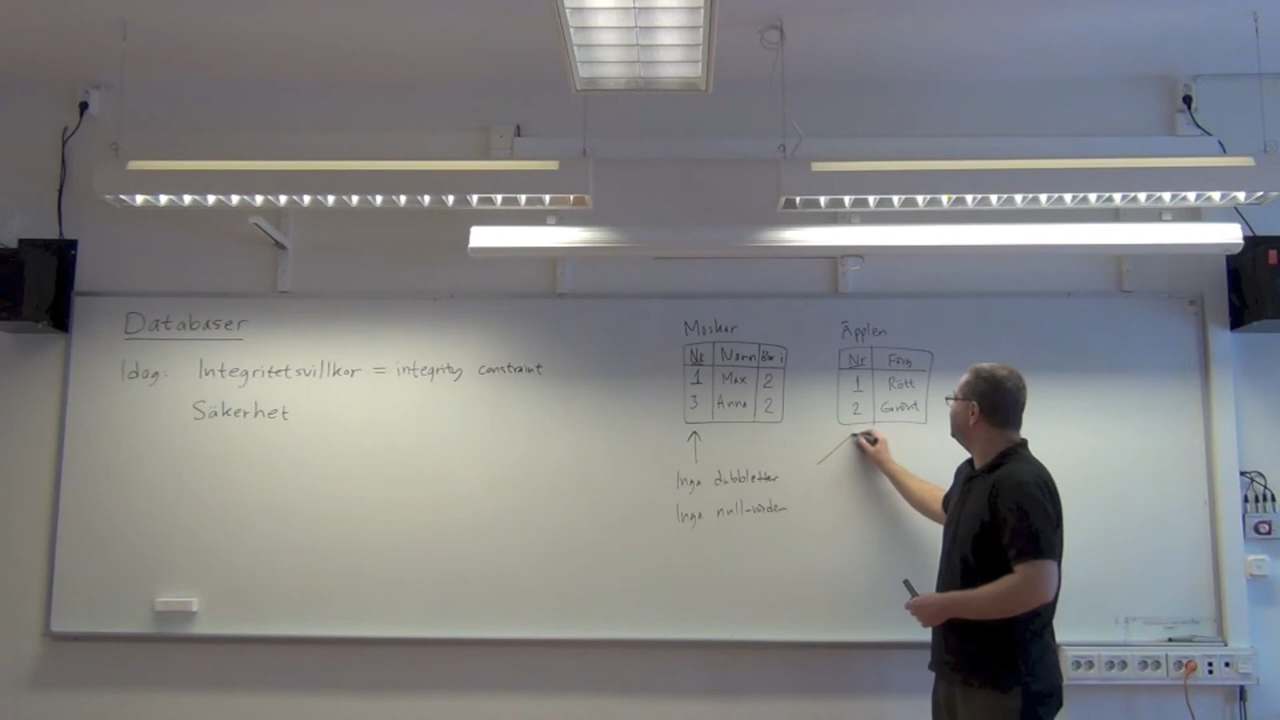 Databaser
Idag: Integritetsvillkor = integrity constraint
Säkerhet
Maskar
Nr Namn Bor i
1 Max 2
3 Anna 2
Inga dubbletter
Inga null-värden
Äpplen
Nr Färg
1 Rött
2 Grönt